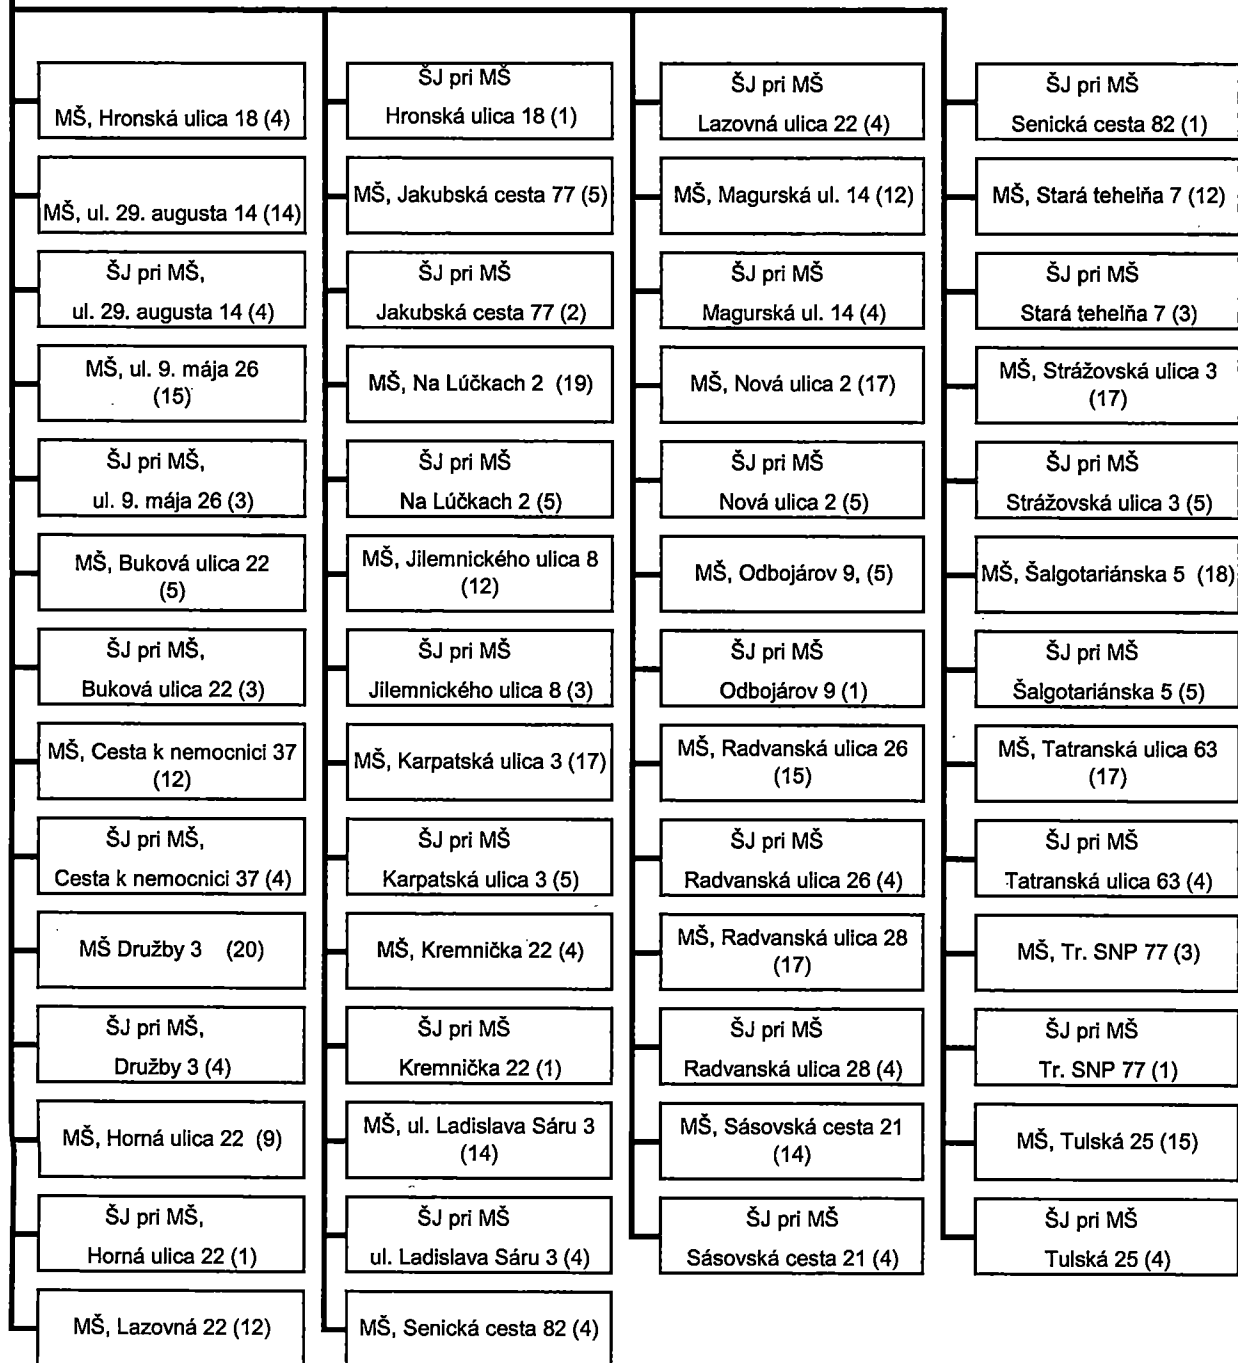 MŠ, Hronská ulica 18 (4)
MŠ, ul. 29. augusta 14 (14)
ŠJ pri MŠ,
ul. 29. augusta 14 (4)
MŠ, ul. 9. mája 26
(15)
ŠJ pri MŠ,
ul. 9. mája 26 (3)
MŠ, Buková ulica 22
(5)
ŠJ pri MŠ,
Buková ulica 22 (3)
MŠ, Cesta k nemocnici 37
(12)
ŠJ pri MŠ,
Cesta k nemocnici 37 (4)
MŠ Družby 3 (20)
ŠJ pri MŠ,
Družby 3 (4)
MŠ, Horná ulica 22 (9)
ŠJ pri MŠ,
Horná ulica 22 (1)
MŠ, Lazovná 22 (12)
ŠJ pri MŠ
Hronská ulica 18 (1)
MŠ, Jakubská cesta 77 (5)
ŠJ pri MŠ
Jakubská cesta 77 (2)
MŠ, Na Lúčkach 2 (19)
ŠJ pri MŠ
Na Lúčkach 2 (5)
MŠ, Jilemnického ulica 8
(12)
ŠJ pri MŠ
Jilemnického ulica 8 (3)
MŠ, Karpatská ulica 3 (17)
ŠJ pri MŠ
Karpatská ulica 3 (5)
MŠ, Kremnička 22 (4)
ŠJ pri MŠ
Kremnička 22 (1)
MŠ, ul. Ladislava Sáru 3
(14)
ŠJ pri MŠ
ul. Ladislava Sáru 3 (4)
MŠ, Senická cesta 82 (4)
ŠJ pri MŠ
Lazovná ulica 22 (4)
MŠ, Magurská ul. 14 (12)
ŠJ pri MŠ
Magurská ul. 14 (4)
MŠ, Nová ulica 2 (17)
ŠJ pri MŠ
Nová ulica 2 (5)
MŠ, Odbojárov 9, (5)
ŠJ pri MŠ
Odbojárov 9 (1)
MŠ, Radvanská ulica 26
(15)
ŠJ pri MŠ
Radvanská ulica 26 (4)
MŠ, Radvanská ulica 28
(17)
ŠJ pri MŠ
Radvanská ulica 28 (4)
MŠ, Sásovská cesta 21
(14)
ŠJ pri MŠ
Sásovská cesta 21 (4)
ŠJ pri MŠ
Senická cesta 82 (1)
MŠ, Stará tehelňa 7 (12)
ŠJ pri MŠ
Stará tehelňa 7 (3)
MŠ, Strážovská ulica 3
(17)
ŠJ pri MŠ
Strážovská ulica 3 (5)
MŠ, Šalgotariánska 5 (18)
ŠJ pri MŠ
Šalgotariánska 5 (5)
MŠ, Tatranská ulica 63
(17)
ŠJ pri MŠ
Tatranská ulica 63 (4)
MŠ, Tr. SNP 77 (3)
ŠJ pri MŠ
Tr. SNP 77 (1)
MŠ, Tulská 25 (15)
ŠJ pri MŠ
Tulská 25 (4)